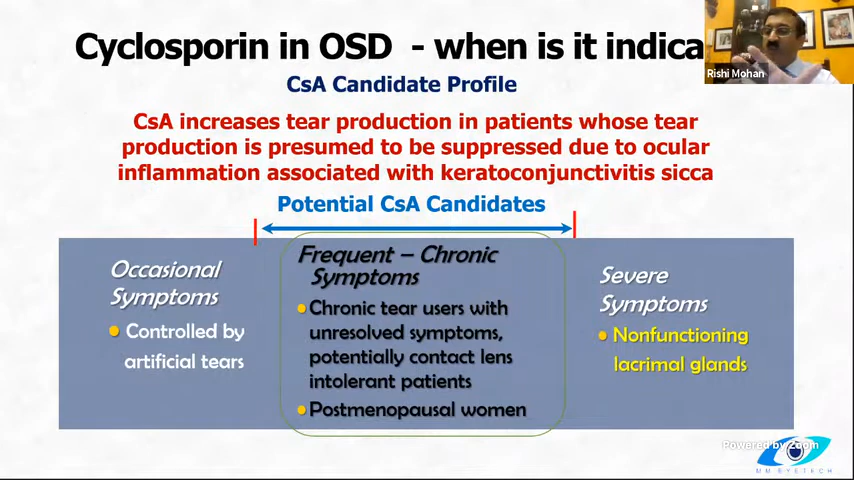 Cyclosporin in OSD - when is it indica
Rishi Mohan
CsA Candidate Profile
CsA increases tear production in patients whose tear
production is presumed to be suppressed due to ocular
inflammation associated with keratoconjunctivitis sicca
Potential CsA Candidates
Occasional
Symptoms
Controlled by
artificial tears
Frequent – Chronic
Symptoms
Chronic tear users with
unresolved symptoms,
potentially contact lens
intolerant patients
Postmenopausal women
Severe
Symptoms
Nonfunctioning
lacrimal glands
Powered by Zoom
MM EYETECH